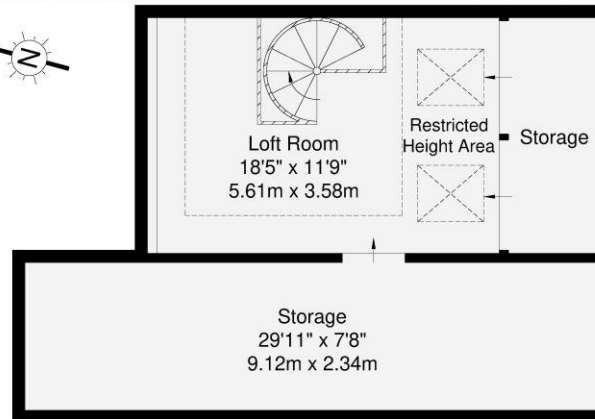 N
Loft Room
18'5" x 11'9"
5.61m x 3.58m
Restricted
Height Area
Storage
Storage
29'11" x 7'8"
9.12m x 2.34m